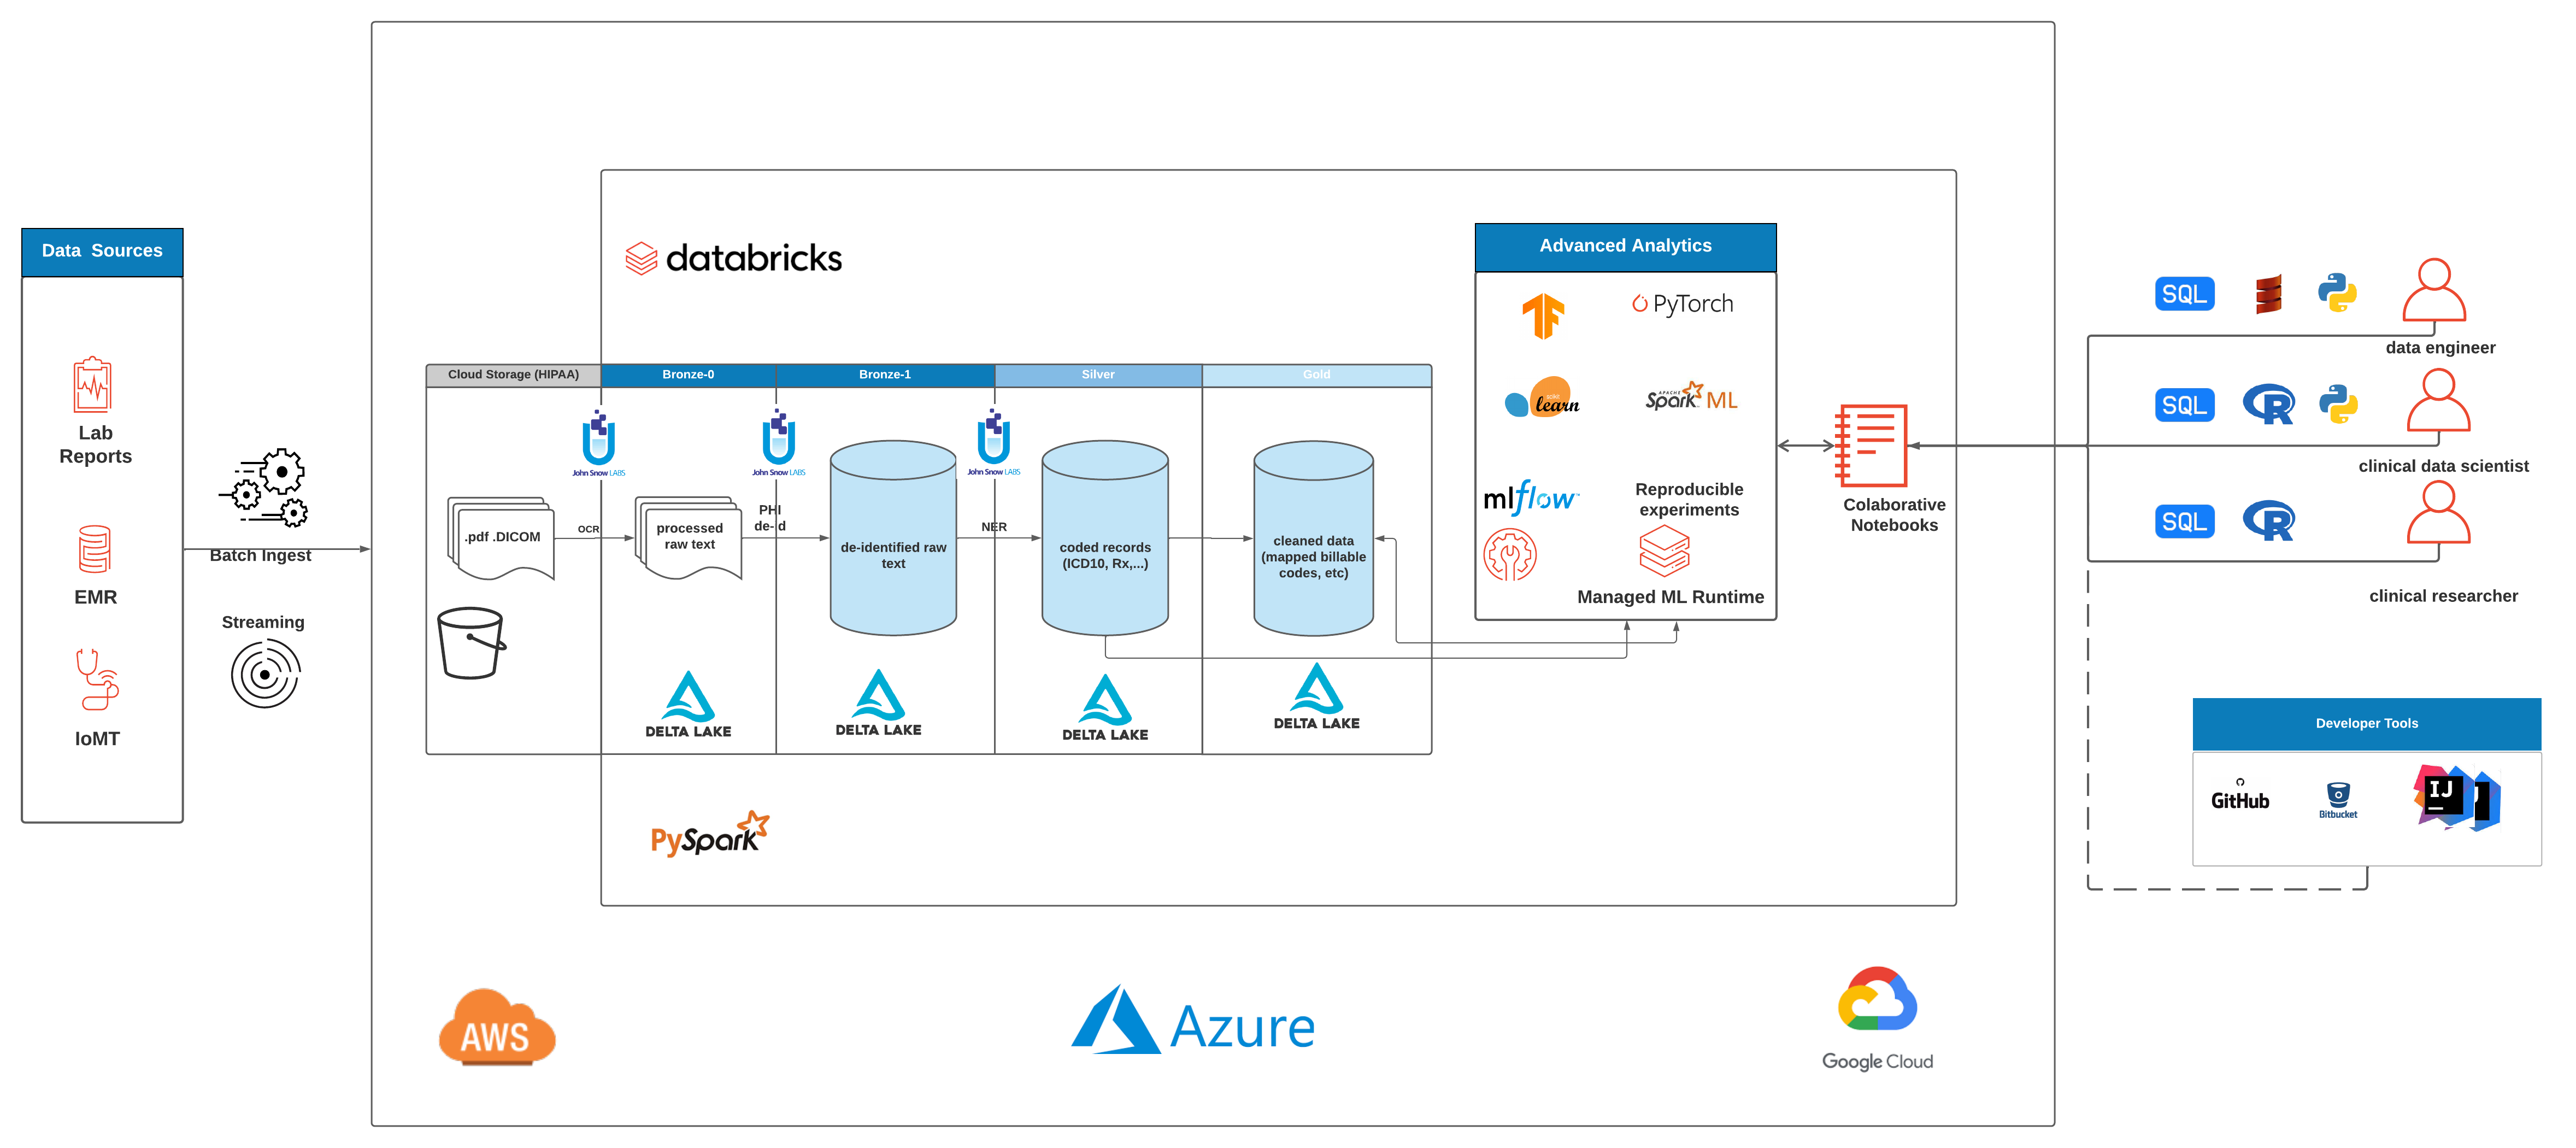 Data Sources
Lab
Reports
EMR
IoMT
Batch Ingest
Streaming
databricks
Cloud Storage (HIPAA)
Bronze-0
Bronze-1
Silver
Gold
John Snow LABS
John Snow LABS
John Snow LABS
.pdf .DICOM
OCR
processed
raw text
PHI
de-id
de-identified raw
text
NER
coded records
(ICD10, Rx,...)
cleaned data
(mapped billable
codes, etc)
DELTA LAKE
DELTA LAKE
DELTA LAKE
DELTA LAKE
PySpark
Advanced Analytics
PyTorch
learn
APACHE
Spark ML
mlflow
Reproducible
experiments
Managed ML Runtime
Colaborative
Notebooks
SQL
data engineer
SQL
R
clinical data scientist
SQL
R
clinical researcher
Developer Tools
GitHub
Bitbucket
IJ
J
AWS
Azure
Google Cloud